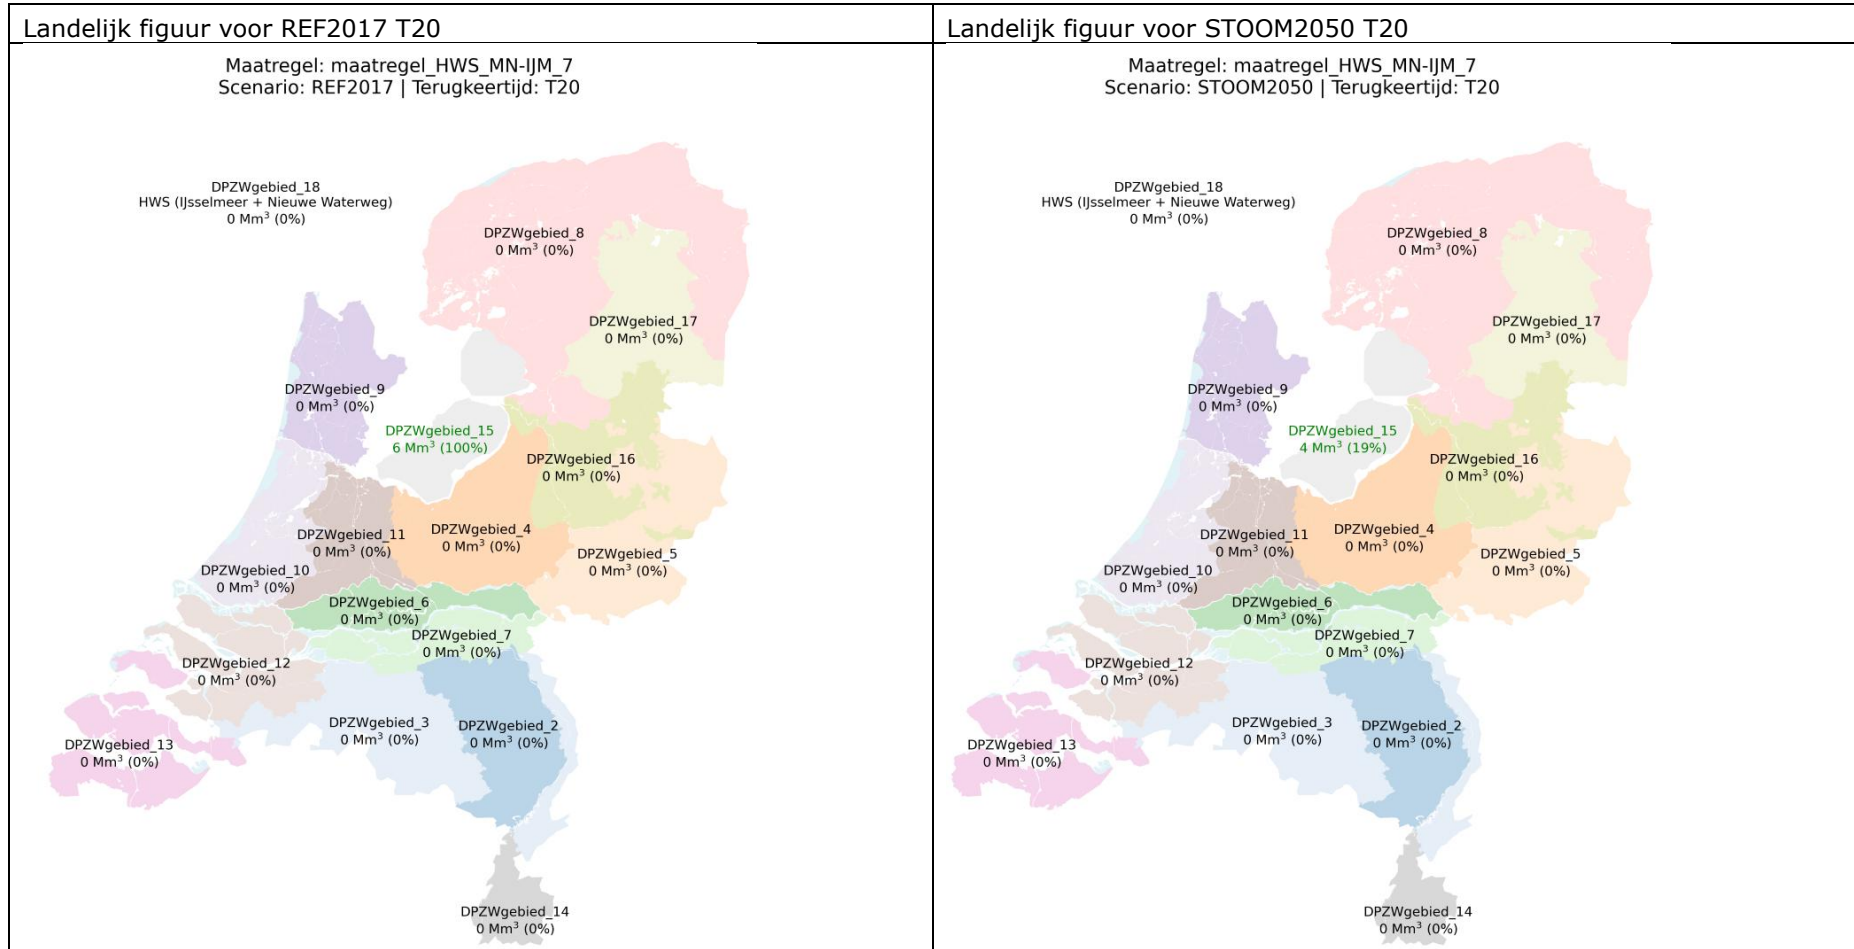 Landelijk figuur voor REF2017 T20
Maatregel: maatregel_HWS_MN-IJM_7
Scenario: REF2017 | Terugkeertijd: T20
DPZWgebied_18
HWS (IJsselmeer + Nieuwe Waterweg)
0 Mm³ (0%)
DPZWgebied_8
0 Mm³ (0%)
DPZWgebied_17
0 Mm³ (0%)
DPZWgebied_9
0 Mm³ (0%)
DPZWgebied_15
6 Mm³ (100%)
DPZWgebied_16
0 Mm³ (0%)
DPZWgebied_4
0 Mm³ (0%)
DPZWgebied_11
0 Mm³ (0%)
DPZWgebied_5
0 Mm³ (0%)
DPZWgebied_10
0 Mm³ (0%)
DPZWgebied_6
0 Mm³ (0%)
DPZWgebied_7
0 Mm³ (0%)
DPZWgebied_12
0 Mm³ (0%)
DPZWgebied_3
0 Mm³ (0%)
DPZWgebied_2
0 Mm³ (0%)
DPZWgebied_13
0 Mm³ (0%)
DPZWgebied_14
0 Mm³ (0%)
Landelijk figuur voor STOOM2050 T20
Maatregel: maatregel_HWS_MN-IJM_7
Scenario: STOOM2050 | Terugkeertijd: T20
DPZWgebied_18
HWS (IJsselmeer + Nieuwe Waterweg)
0 Mm³ (0%)
DPZWgebied_8
0 Mm³ (0%)
DPZWgebied_17
0 Mm³ (0%)
DPZWgebied_9
0 Mm³ (0%)
DPZWgebied_15
4 Mm³ (19%)
DPZWgebied_16
0 Mm³ (0%)
DPZWgebied_4
0 Mm³ (0%)
DPZWgebied_11
0 Mm³ (0%)
DPZWgebied_5
0 Mm³ (0%)
DPZWgebied_10
0 Mm³ (0%)
DPZWgebied_6
0 Mm³ (0%)
DPZWgebied_7
0 Mm³ (0%)
DPZWgebied_12
0 Mm³ (0%)
DPZWgebied_3
0 Mm³ (0%)
DPZWgebied_2
0 Mm³ (0%)
DPZWgebied_13
0 Mm³ (0%)
DPZWgebied_14
0 Mm³ (0%)